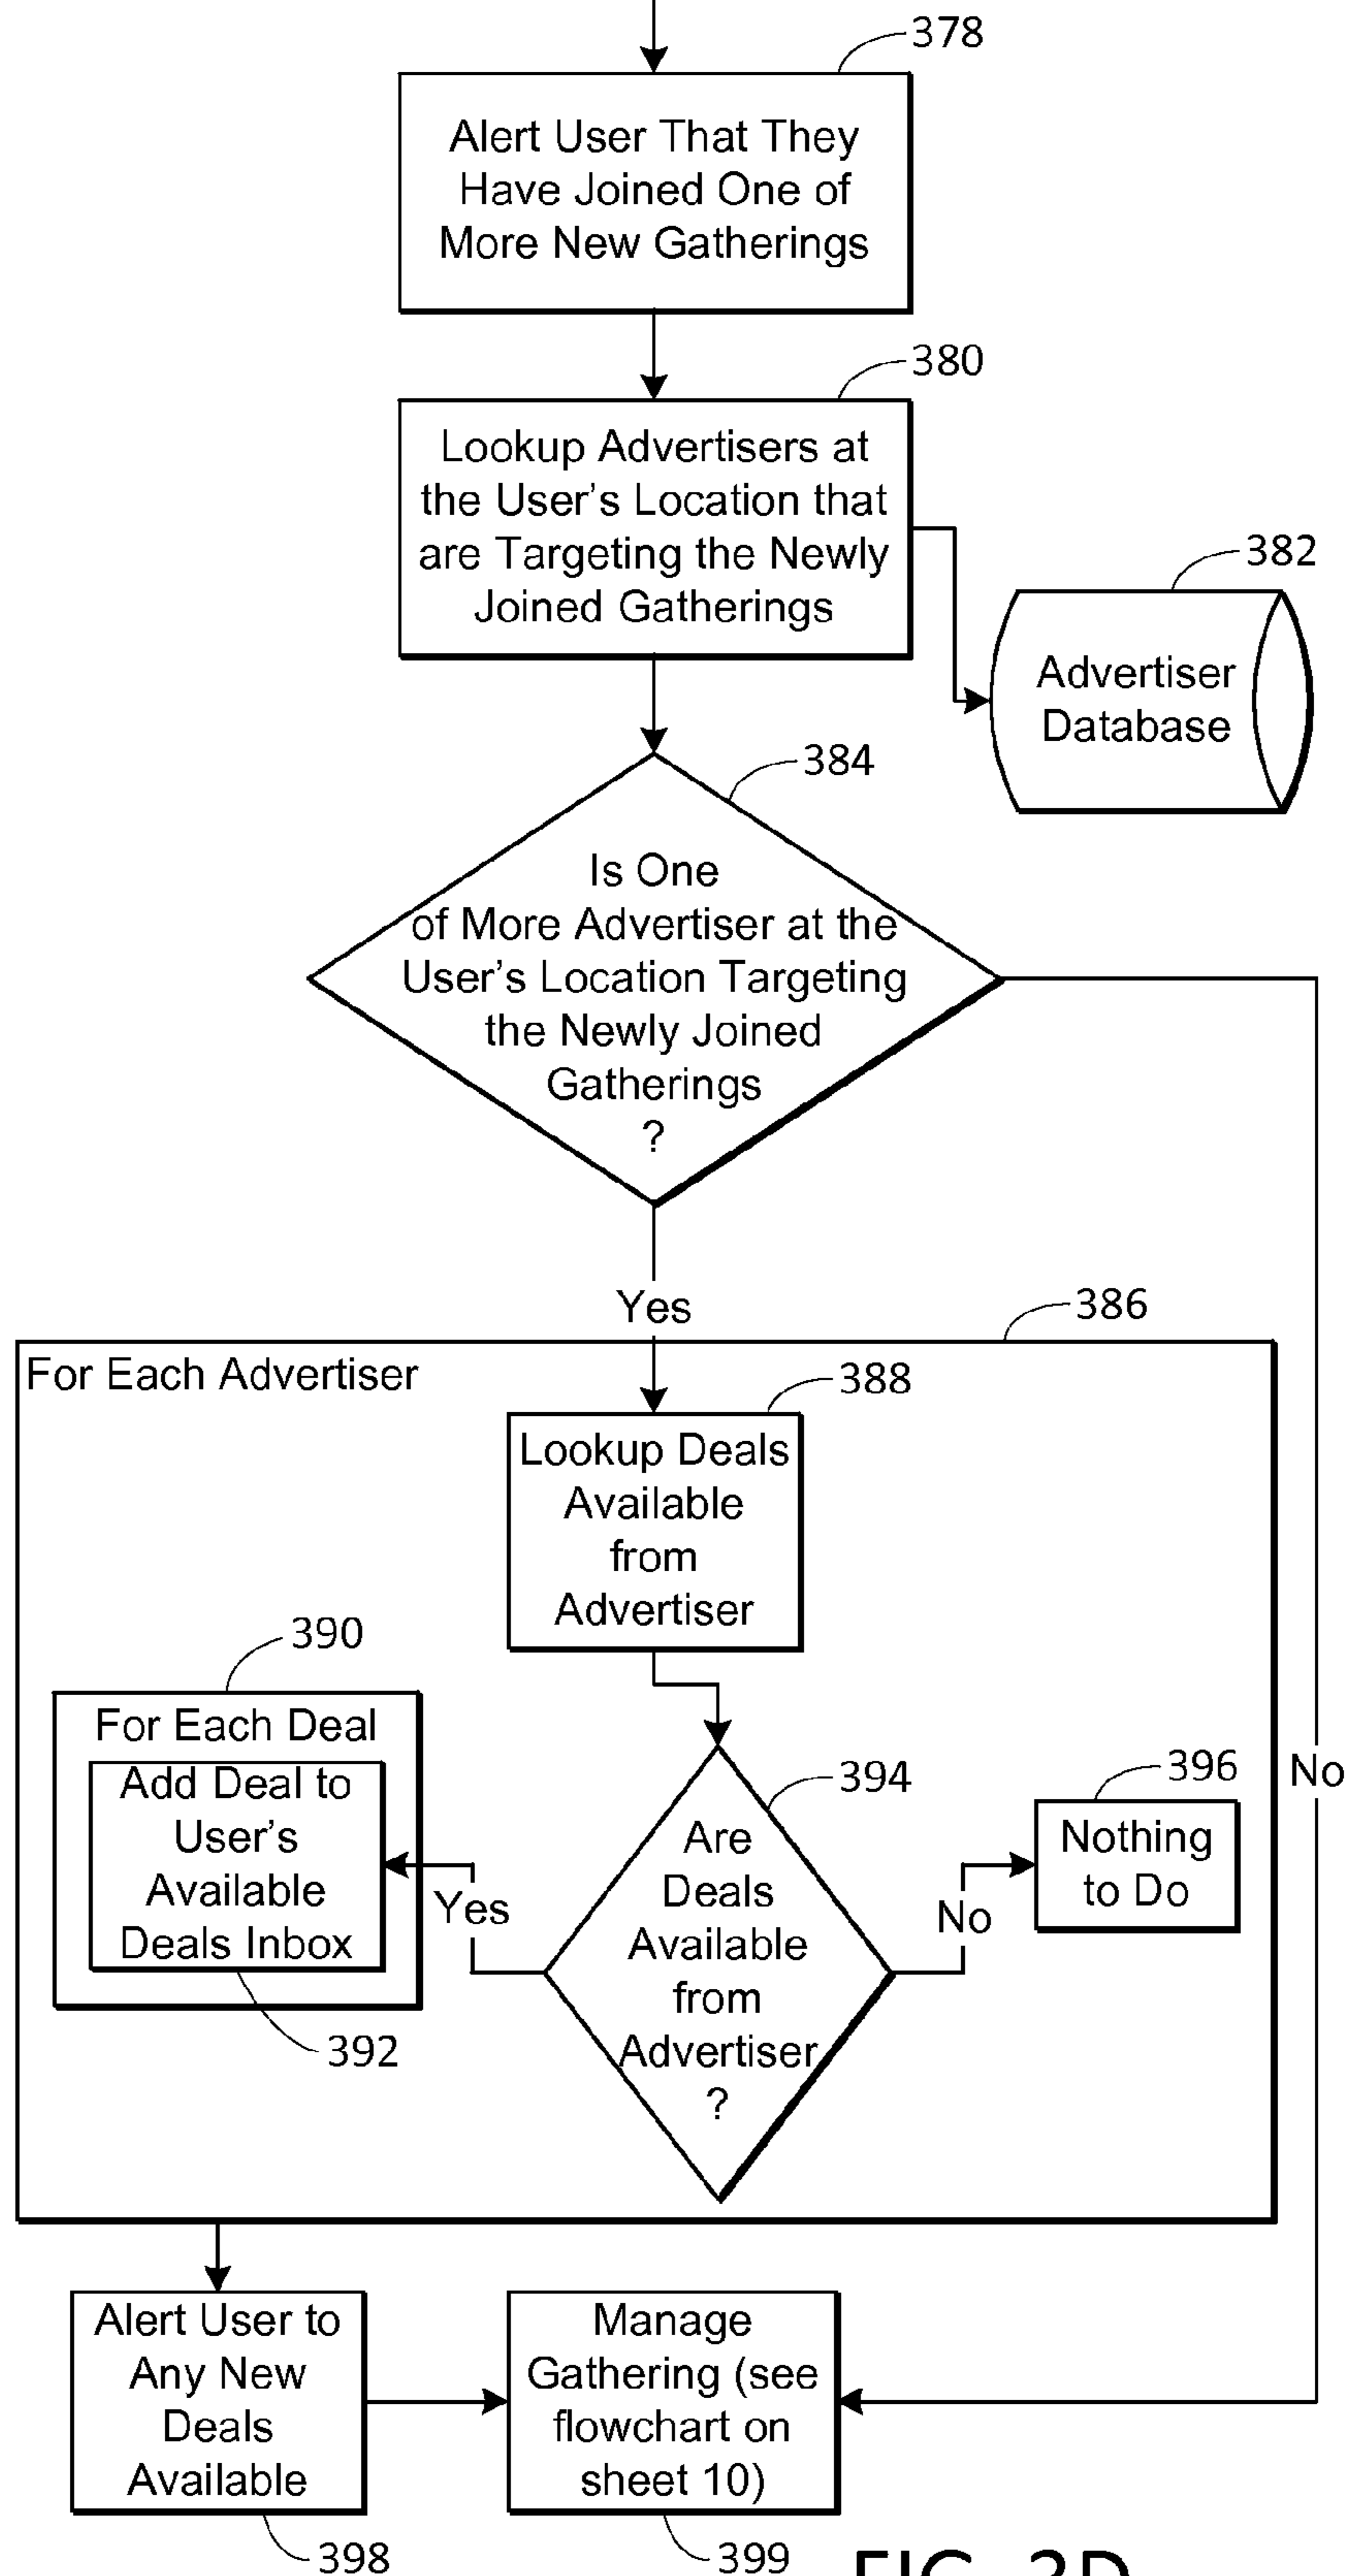 378
Alert User That They
Have Joined One of
More New Gatherings
380
Lookup Advertisers at
the User's Location that
are Targeting the Newly
Joined Gatherings
382
Advertiser
Database
384
Is One
of More Advertiser at the
User's Location Targeting
the Newly Joined
Gatherings
?
Yes
386
For Each Advertiser
388
Lookup Deals
Available
from
Advertiser
390
For Each Deal
Add Deal to
User's
Available
Deals Inbox
392
Yes
394
Are
Deals
Available
from
Advertiser
?
No
396
Nothing
to Do
No
Alert User to
Any New
Deals
Available
398
Manage
Gathering (see
flowchart on
sheet 10)
399
FIG. 3D